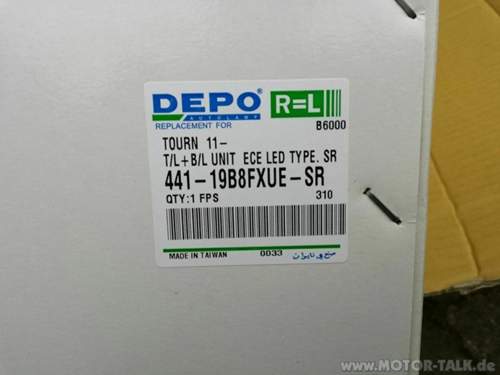 DEPO® R=L
AUTOLAMP
REPLACEMENT FOR B6000
TOURN 11-
T/L+B/L UNIT ECE LED TYPE. SR
441-19B8FXUE-SR
QTY:1 FPS 310
MADE IN TAIWAN 0033 صنع في تايوان
www.MOTOR-TALK.de